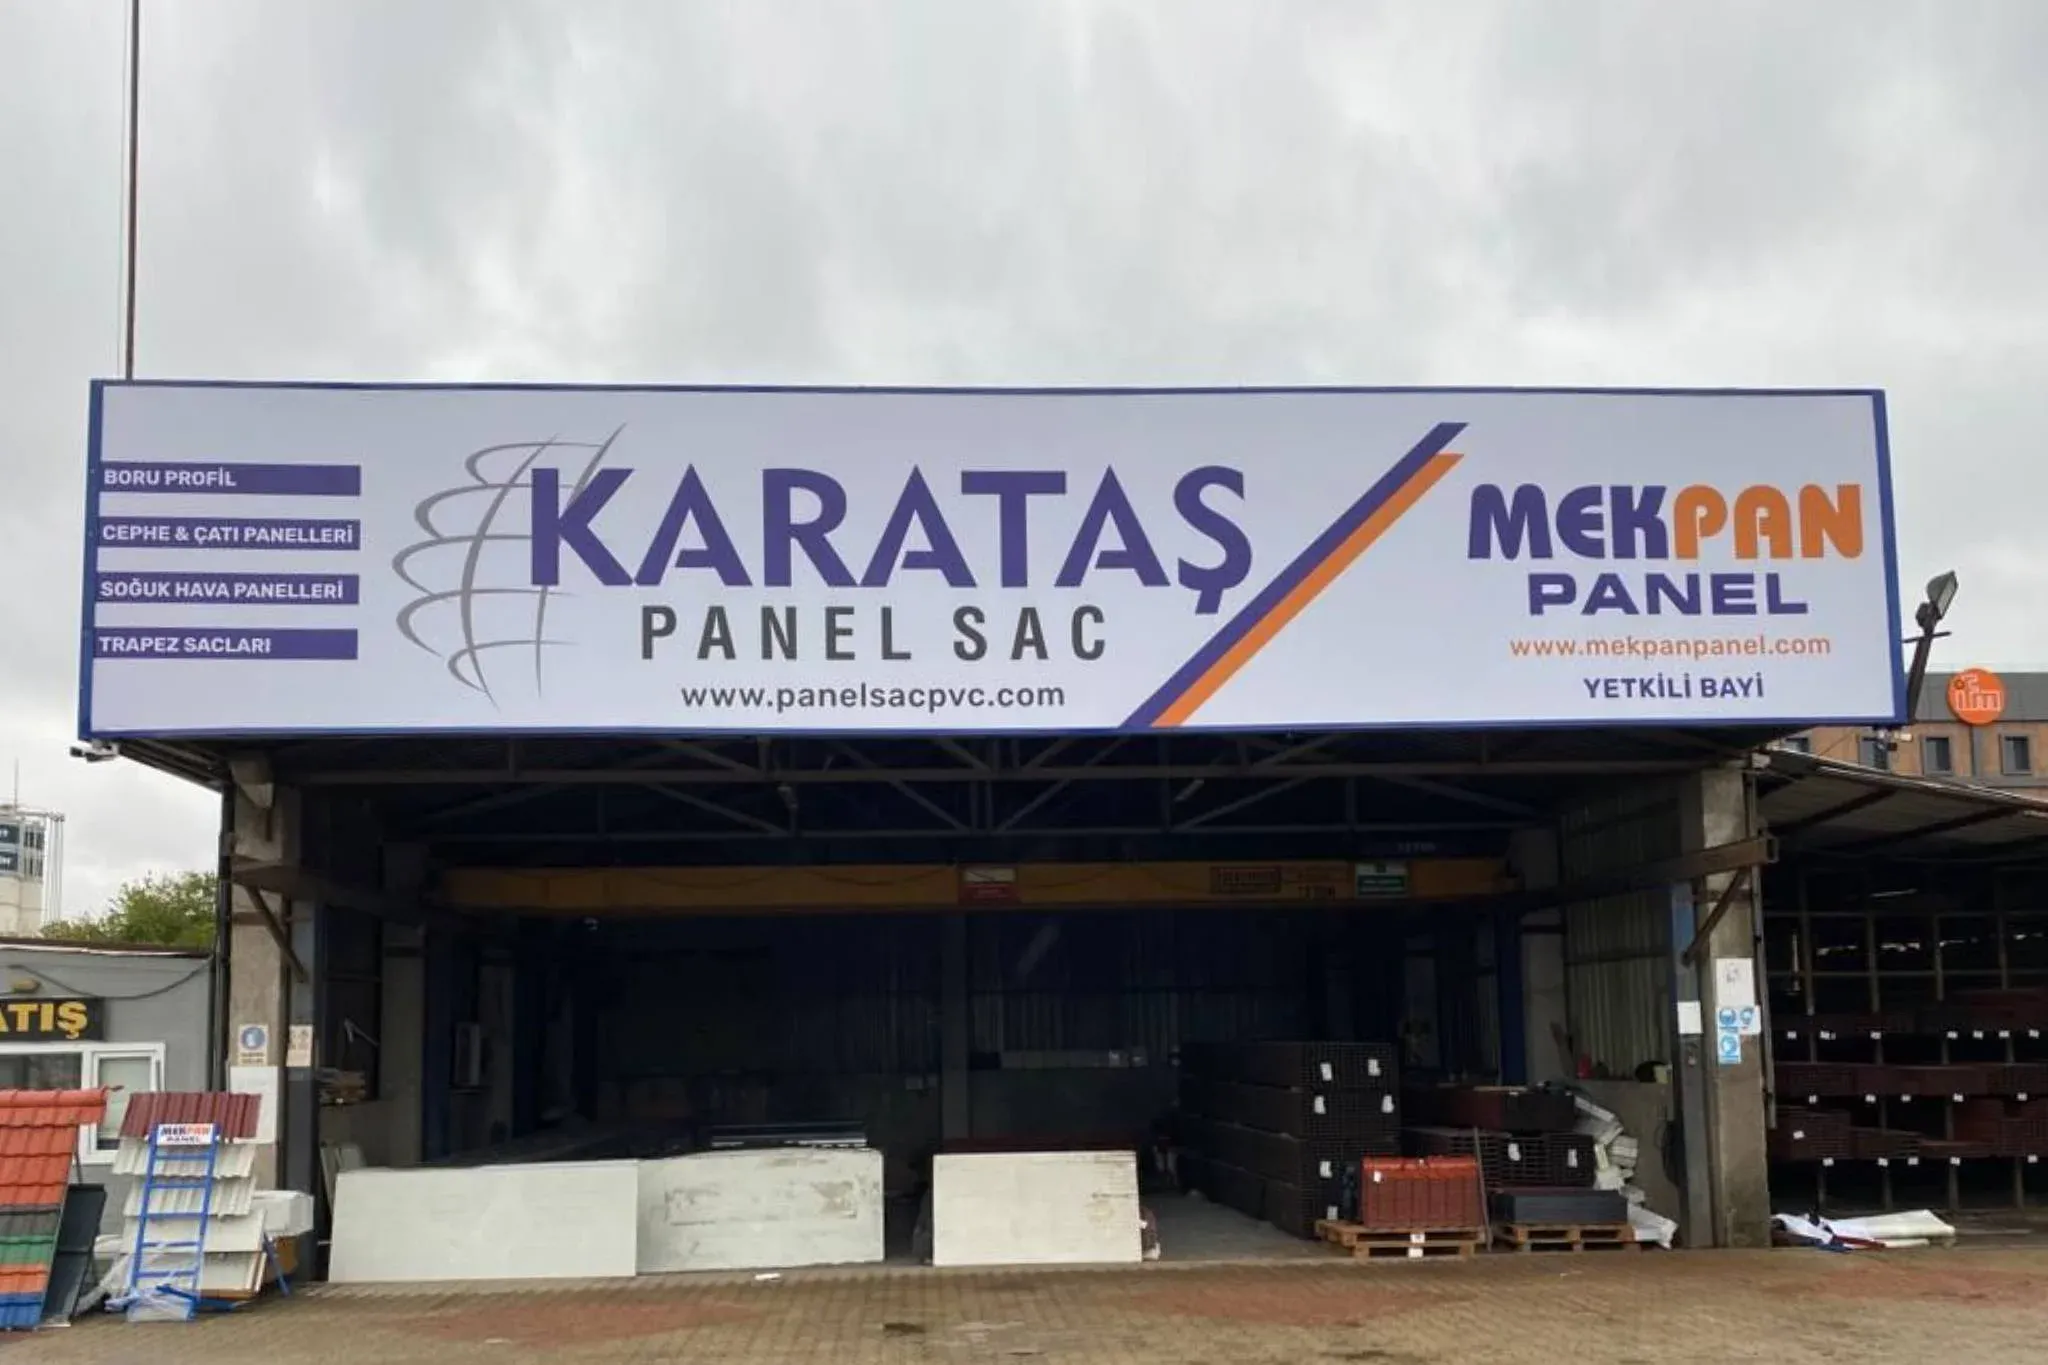 BORU PROFİL
CEPHE & ÇATI PANELLERİ
SOĞUK HAVA PANELLERİ
TRAPEZ SACLARI
KARATAŞ
PANEL SAC
www.panelsacpvc.com
MEKPAN
PANEL
www.mekpanpanel.com
YETKİLİ BAYİ
ifm
ATIŞ
MEKPAN
PANEL